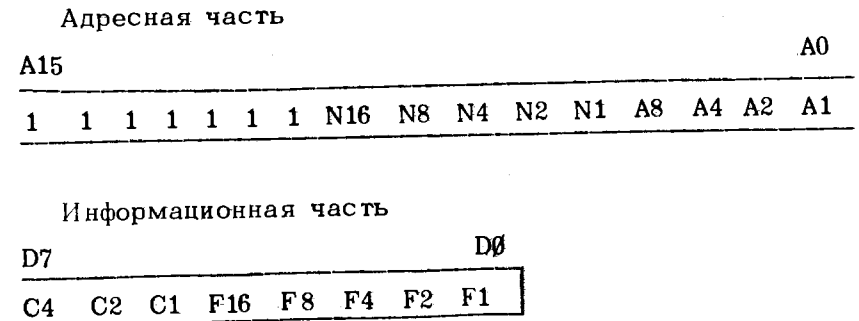 Адресная часть
A15 A0
1 1 1 1 1 1 1 N16 N8 N4 N2 N1 A8 A4 A2 A1
Информационная часть
D7 DØ
C4 C2 C1 F16 F8 F4 F2 F1